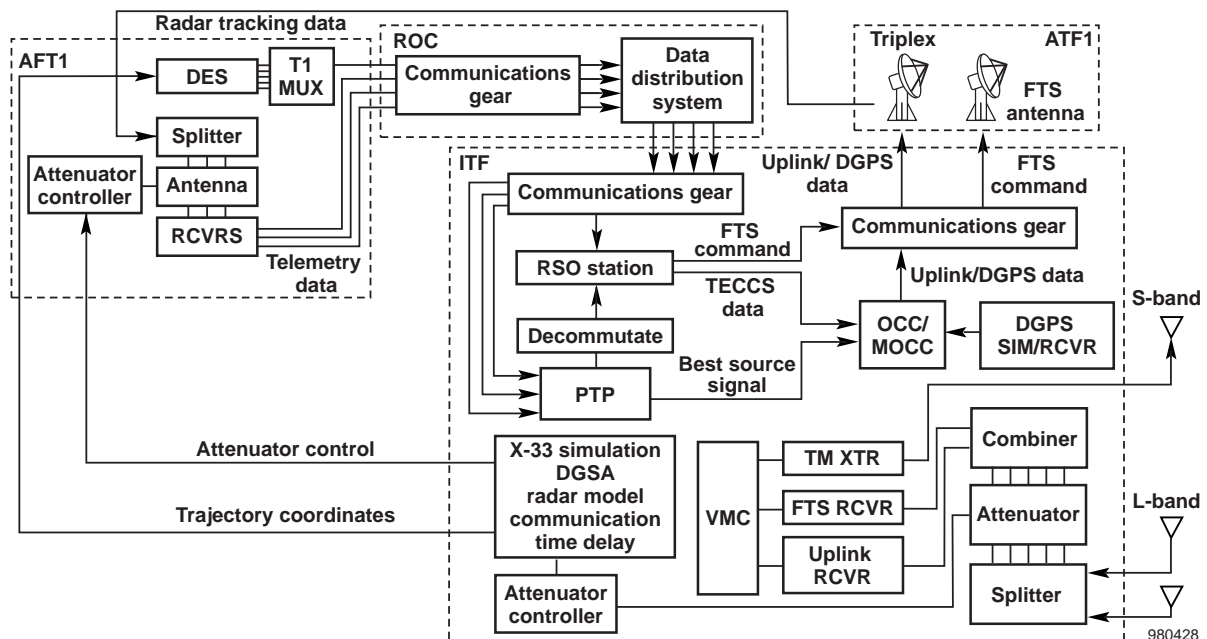 Radar tracking data
AFT1
DES
T1
MUX
Splitter
Attenuator
controller
Antenna
RCVRS
Telemetry
data
ROC
Communications
gear
Data
distribution
system
Triplex
ATF1
FTS
antenna
ITF
Communications gear
Uplink/ DGPS
data
FTS
command
FTS
command
Communications gear
RSO station
TECCS
data
Uplink/DGPS data
Decommutate
OCC/
MOCC
DGPS
SIM/RCVR
S-band
PTP
Best source
signal
Attenuator control
X-33 simulation
DGSA
radar model
communication
time delay
Trajectory coordinates
Attenuator
controller
VMC
TM XTR
FTS RCVR
Uplink
RCVR
Combiner
Attenuator
Splitter
L-band
980428